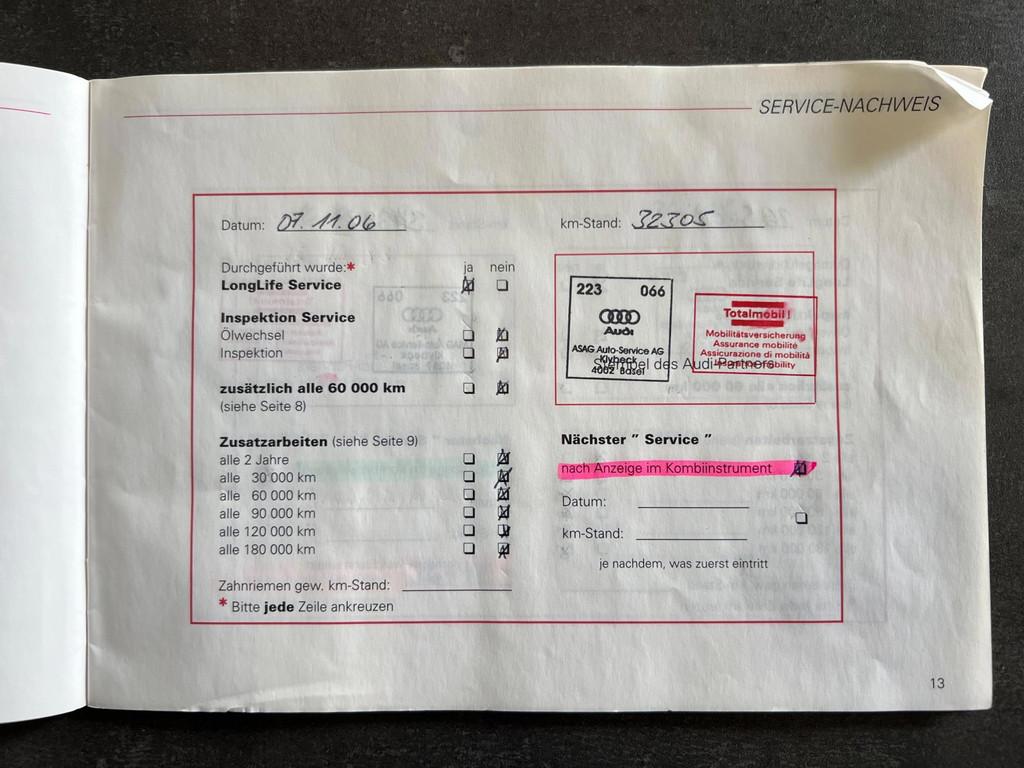 SERVICE-NACHWEIS
Datum: 07.11.06
km-Stand: 32305
Durchgeführt wurde:* ja nein
LongLife Service
Inspektion Service
Ölwechsel
Inspektion
zusätzlich alle 60 000 km
(siehe Seite 8)
Zusatzarbeiten (siehe Seite 9)
alle 2 Jahre
alle 30 000 km
alle 60 000 km
alle 90 000 km
alle 120 000 km
alle 180 000 km
Zahnriemen gew. km-Stand:
* Bitte jede Zeile ankreuzen
223 066
Audi
ASAG Auto-Service AG
Klybeck
4002 Basel
Totalmobil!
Mobilitätsversicherung
Assurance mobilité
Assicurazione di mobilità
mobility
Stempel des Audi-Partners
Nächster " Service "
nach Anzeige im Kombiinstrument
Datum:
km-Stand:
je nachdem, was zuerst eintritt
13